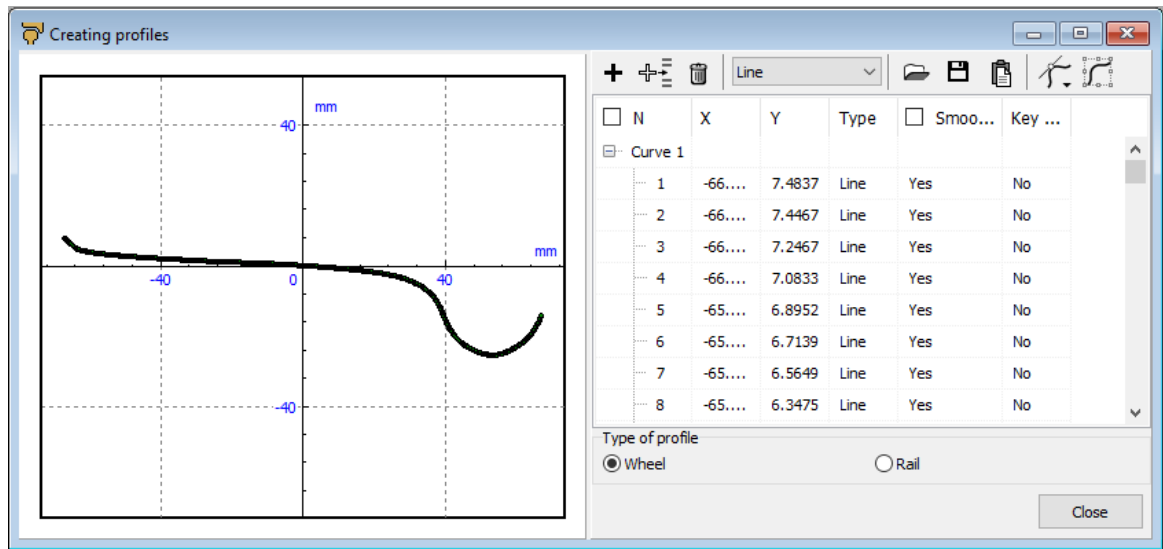 Creating profiles
mm
40
mm
-40
0
40
-40
Line
N X Y Type Smoo... Key ...
Curve 1
1 -66.... 7.4837 Line Yes No
2 -66.... 7.4467 Line Yes No
3 -66.... 7.2467 Line Yes No
4 -66.... 7.0833 Line Yes No
5 -65.... 6.8952 Line Yes No
6 -65.... 6.7139 Line Yes No
7 -65.... 6.5649 Line Yes No
8 -65.... 6.3475 Line Yes No
Type of profile
Wheel
Rail
Close